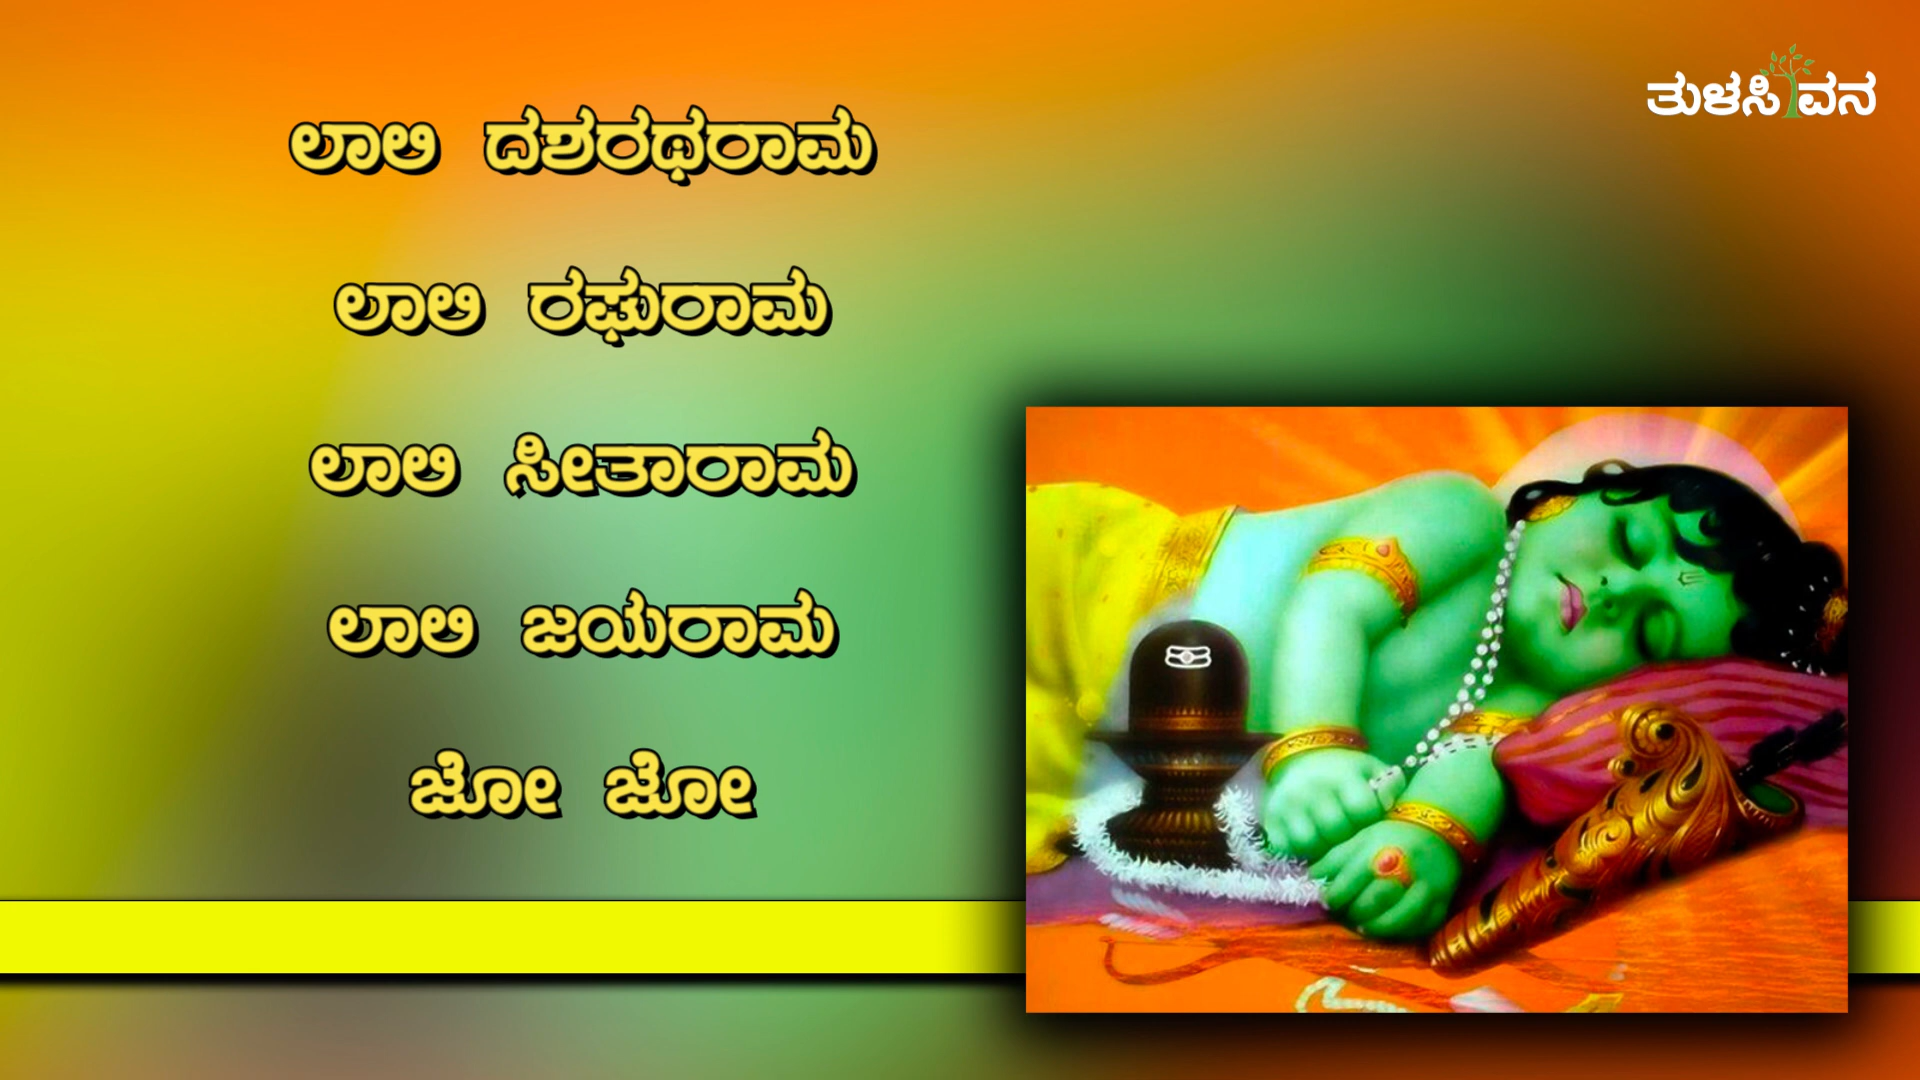 ತುಳಸಿವನ
ಲಾಲಿ ದಶರಥರಾಮ
ಲಾಲಿ ರಘುರಾಮ
ಲಾಲಿ ಸೀತಾರಾಮ
ಲಾಲಿ ಜಯರಾಮ
ಜೋ ಜೋ